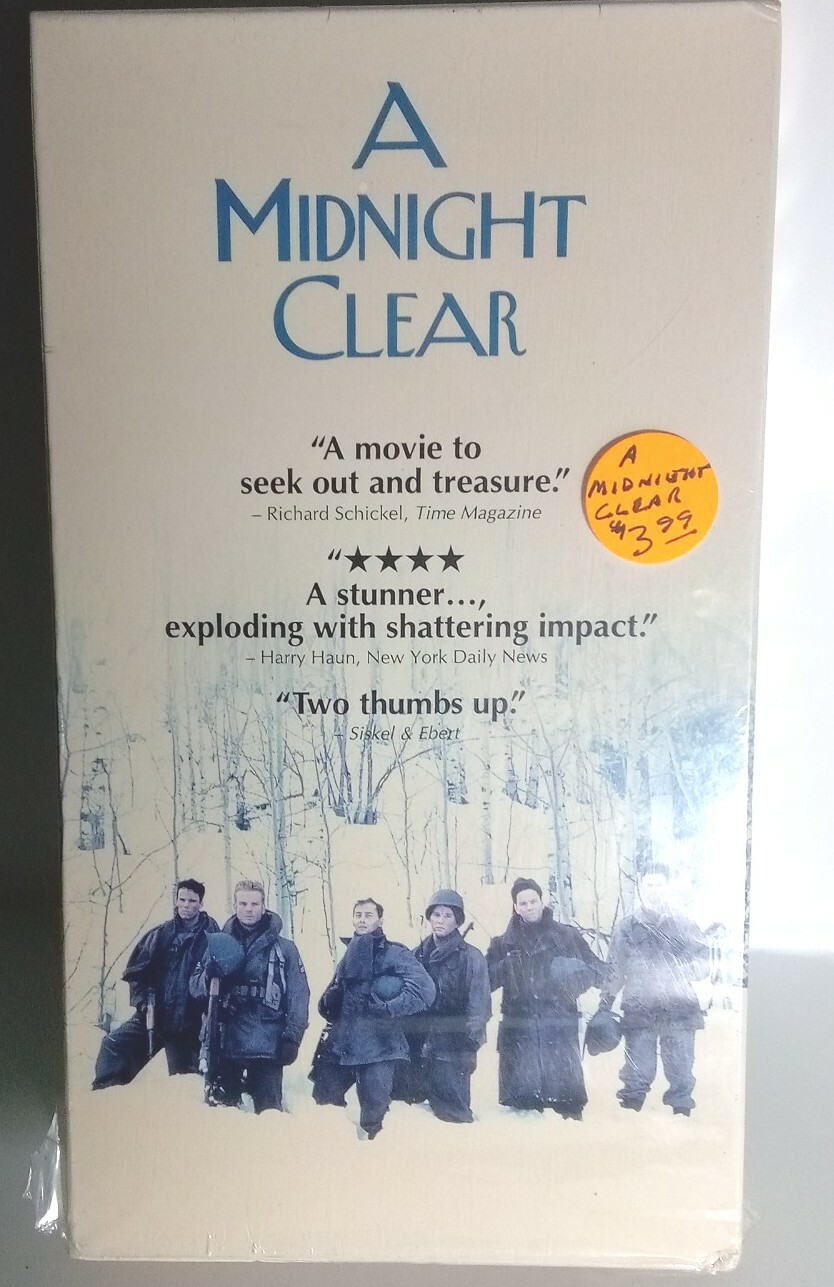 A
MIDNIGHT
CLEAR
“A movie to
seek out and treasure.”
– Richard Schickel, Time Magazine
“★★★★
A stunner...,
exploding with shattering impact.”
– Harry Haun, New York Daily News
“Two thumbs up.”
– Siskel & Ebert
A
MIDNIGHT
CLEAR
$3.99